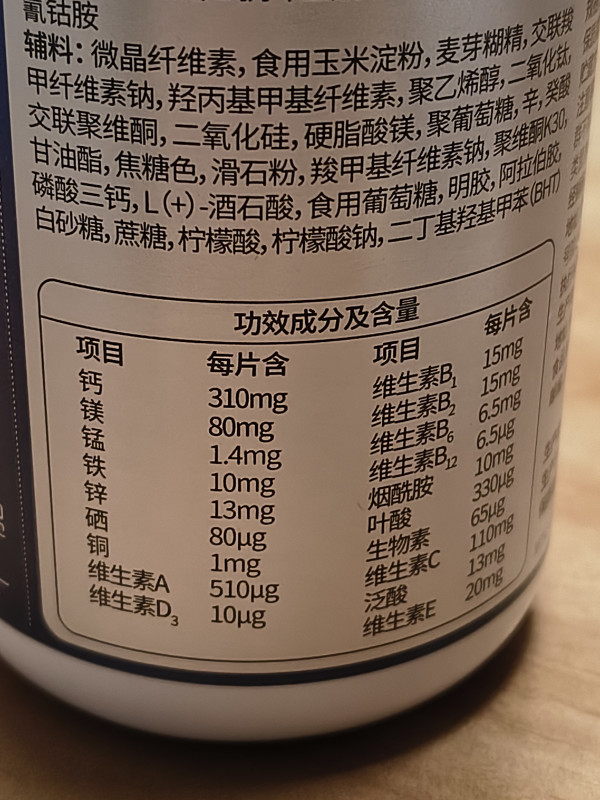 氰钴胺
辅料：微晶纤维素，食用玉米淀粉，麦芽糊精，交联羧
甲纤维素钠，羟丙基甲基纤维素，聚乙烯醇，二氧化钛，
交联聚维酮，二氧化硅，硬脂酸镁，聚葡萄糖，辛，癸酸
甘油酯，焦糖色，滑石粉，羧甲基纤维素钠，聚维酮K30，
磷酸三钙，L(+)-酒石酸，食用葡萄糖，明胶，阿拉伯胶，
白砂糖，蔗糖，柠檬酸，柠檬酸钠，二丁基羟基甲苯(BHT)
功效成分及含量
项目 每片含 项目 每片含
钙 310mg 维生素B1 15mg
镁 80mg 维生素B2 15mg
锰 1.4mg 维生素B6 6.5mg
铁 10mg 维生素B12 6.5μg
锌 13mg 烟酰胺 10mg
硒 80μg 叶酸 330μg
铜 1mg 生物素 65μg
维生素A 510μg 维生素C 110mg
维生素D3 10μg 泛酸 13mg
维生素E 20mg